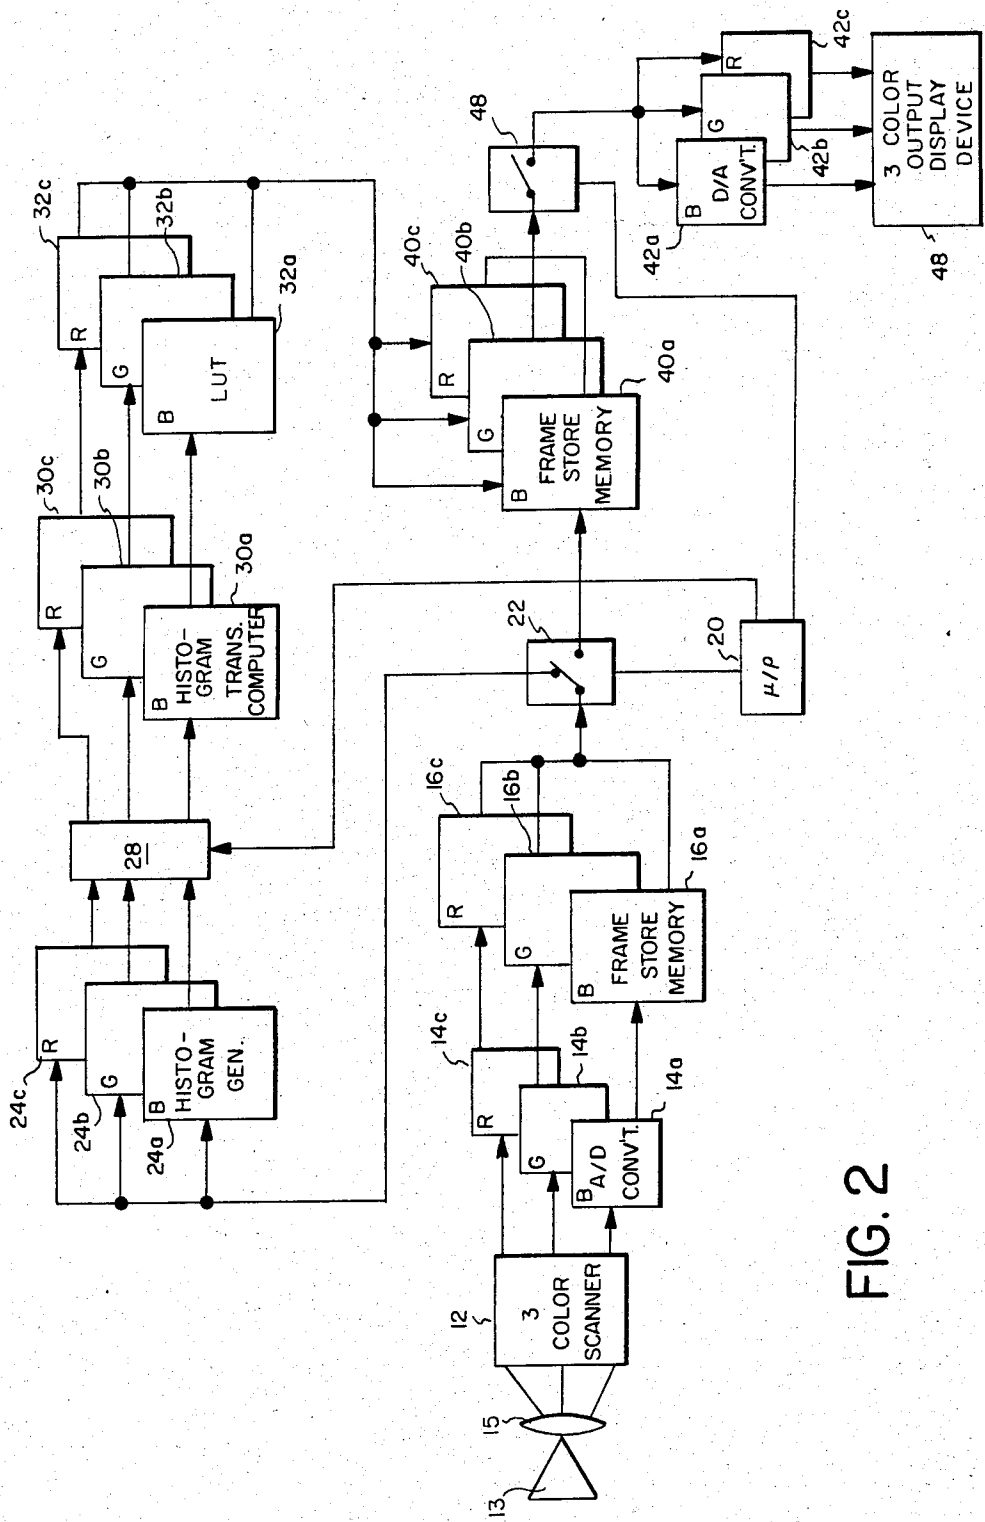 24c
R
24b
G
24a
B
HISTO-
GRAM
GEN.
28
30c
R
30b
G
30a
B
HISTO-
GRAM
TRANS.
COMPUTER
32c
R
32b
G
32a
B
LUT
12
3
COLOR
SCANNER
13
15
14c
R
14b
G
14a
B
A/D
CONV'T.
16c
R
16b
G
16a
B
FRAME
STORE
MEMORY
22
20
μ/p
40c
R
40b
G
40a
B
FRAME
STORE
MEMORY
48
42c
R
42b
G
42a
B
D/A
CONV'T.
3 COLOR
OUTPUT
DISPLAY
DEVICE
48
FIG. 2